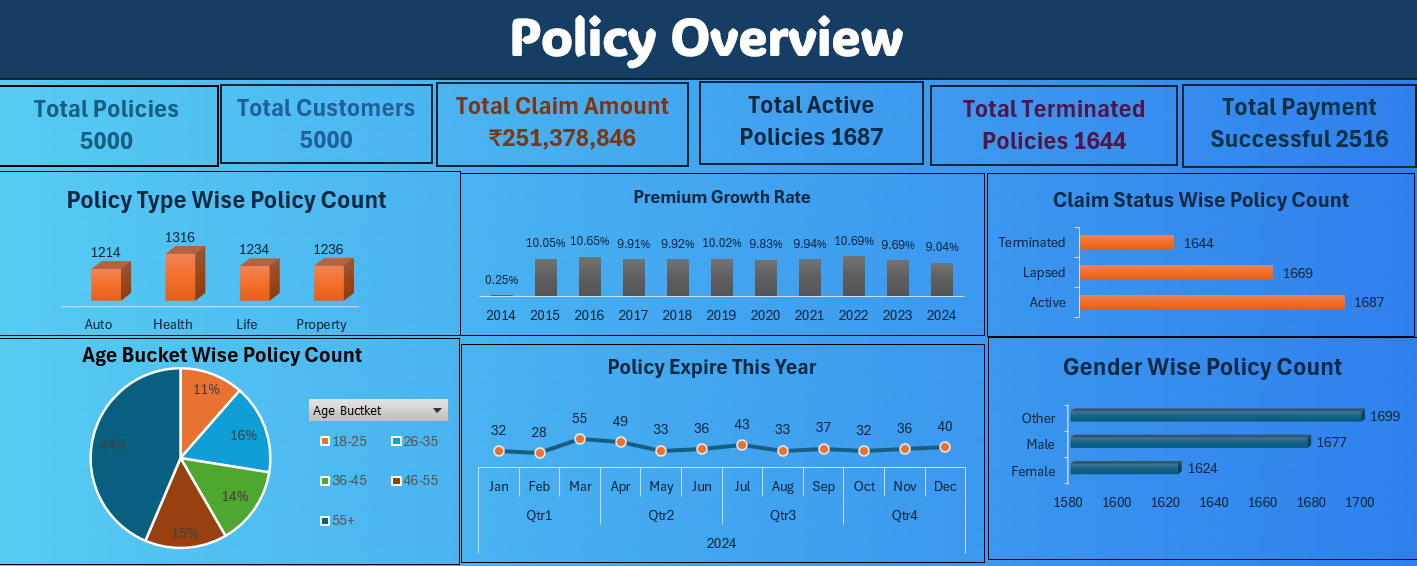 Policy Overview
Total Policies
5000
Total Customers
5000
Total Claim Amount
₹251,378,846
Total Active
Policies 1687
Total Terminated
Policies 1644
Total Payment
Successful 2516
Policy Type Wise Policy Count
1214
1316
1234
1236
Auto Health Life Property
Premium Growth Rate
0.25% 10.05% 10.65% 9.91% 9.92% 10.02% 9.83% 9.94% 10.69% 9.69% 9.04%
2014 2015 2016 2017 2018 2019 2020 2021 2022 2023 2024
Claim Status Wise Policy Count
Terminated 1644
Lapsed 1669
Active 1687
Age Bucket Wise Policy Count
11%
16%
14%
15%
44%
Age Buctket
18-25 26-35
36-45 46-55
55+
Policy Expire This Year
32 28 55 49 33 36 43 33 37 32 36 40
Jan Feb Mar Apr May Jun Jul Aug Sep Oct Nov Dec
Qtr1 Qtr2 Qtr3 Qtr4
2024
Gender Wise Policy Count
Other 1699
Male 1677
Female 1624
1580 1600 1620 1640 1660 1680 1700